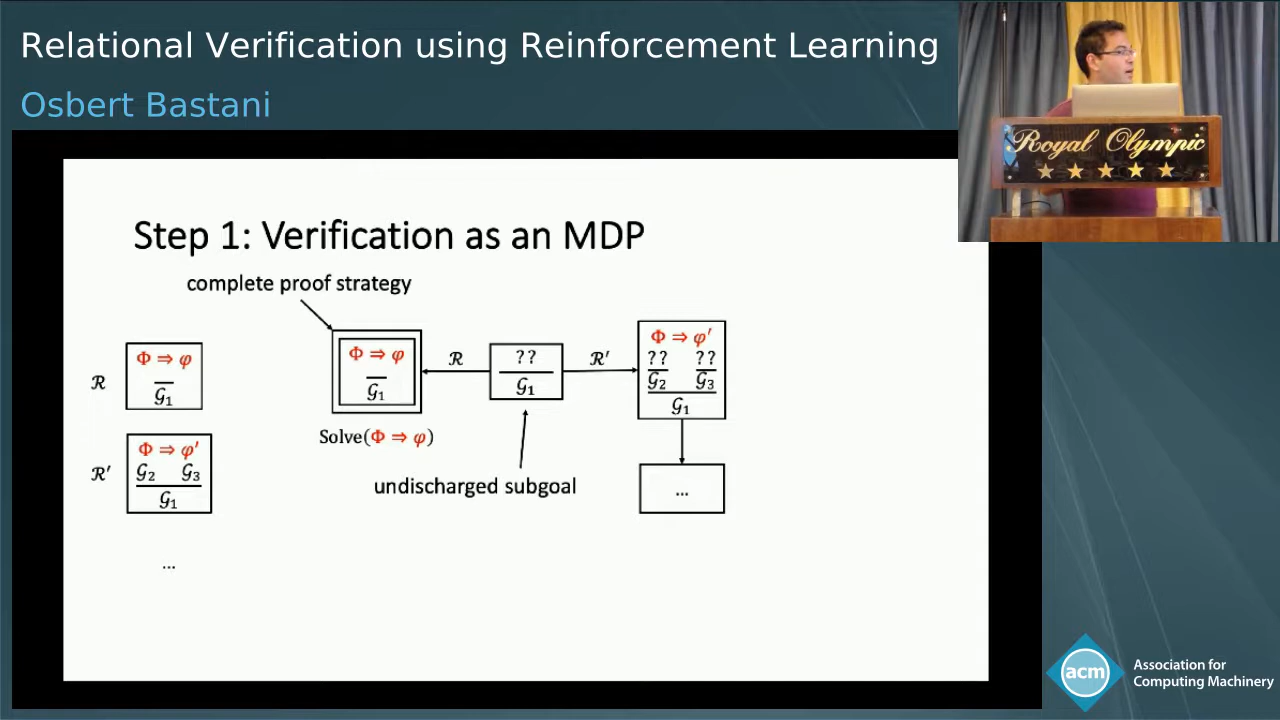 Relational Verification using Reinforcement Learning
Osbert Bastani
Royal Olympic
Step 1: Verification as an MDP
complete proof strategy
ℛ
Φ ⇒ φ
𝒢₁
Φ ⇒ φ
𝒢₁
ℛ
??
𝒢₁
ℛ′
Φ ⇒ φ′
?? ??
𝒢₂ 𝒢₃
𝒢₁
Solve(Φ ⇒ φ)
ℛ′
Φ ⇒ φ′
𝒢₂ 𝒢₃
𝒢₁
undischarged subgoal
...
...
acm
Association for
Computing Machinery